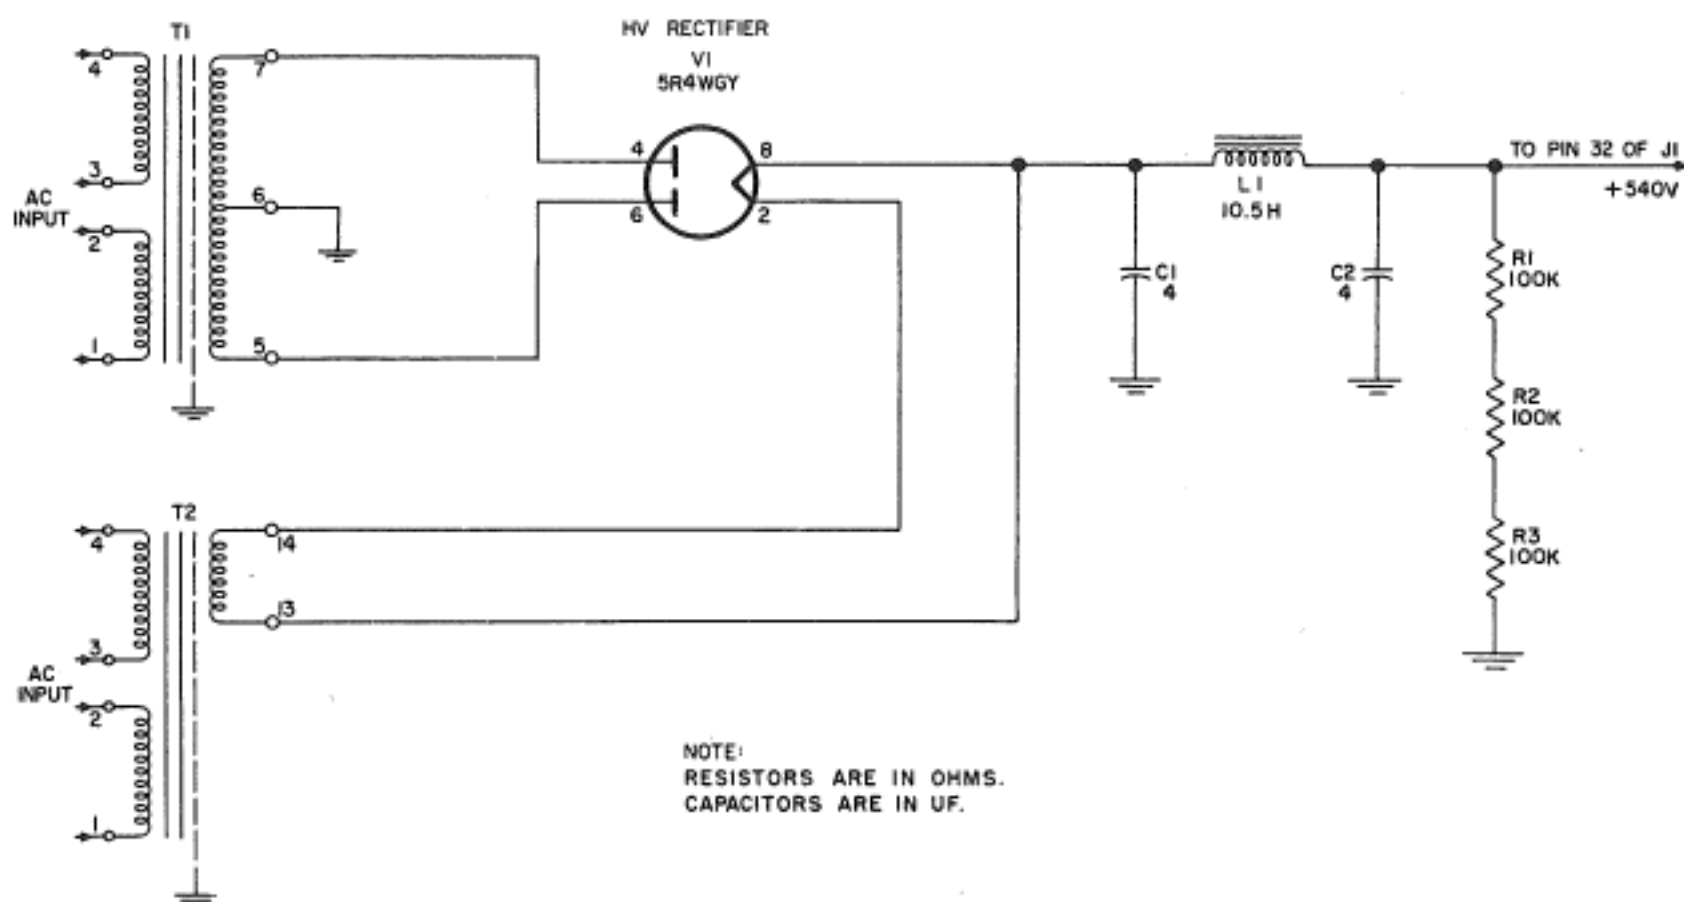 T1
4
3
AC
INPUT
2
1
7
6
5
HV RECTIFIER
V1
5R4WGY
4
6
8
2
L1
10.5H
TO PIN 32 OF J1
+540V
C1
4
C2
4
R1
100K
R2
100K
R3
100K
T2
4
3
AC
INPUT
2
1
14
13
NOTE:
RESISTORS ARE IN OHMS.
CAPACITORS ARE IN UF.